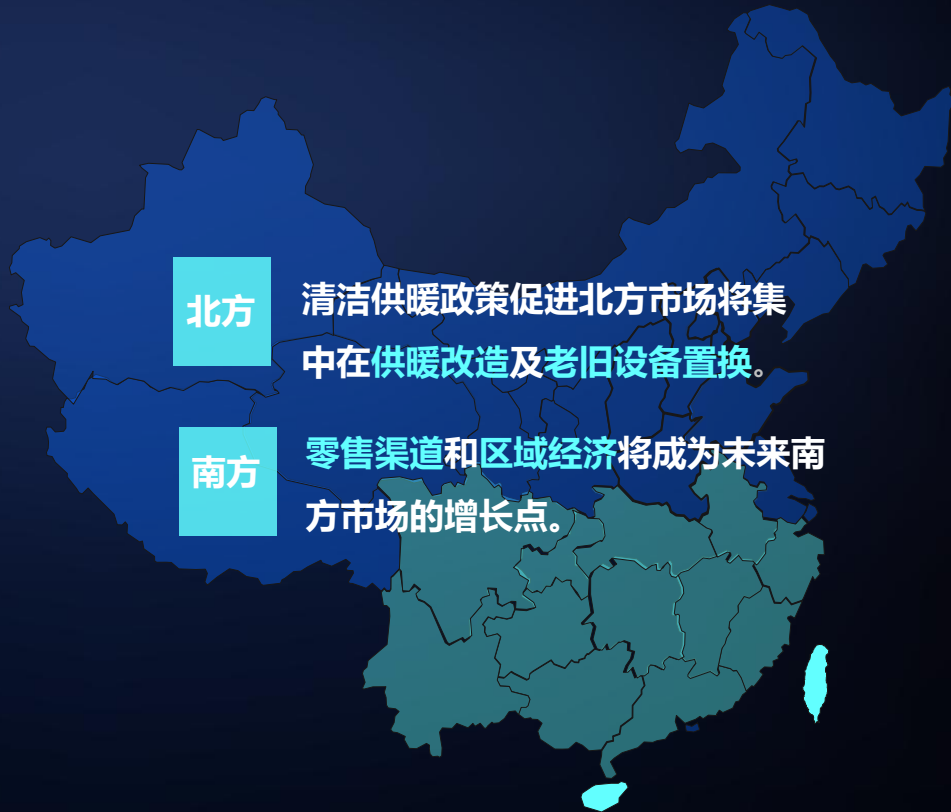 北方
清洁供暖政策促进北方市场将集
中在供暖改造及老旧设备置换。
南方
零售渠道和区域经济将成为未来南
方市场的增长点。